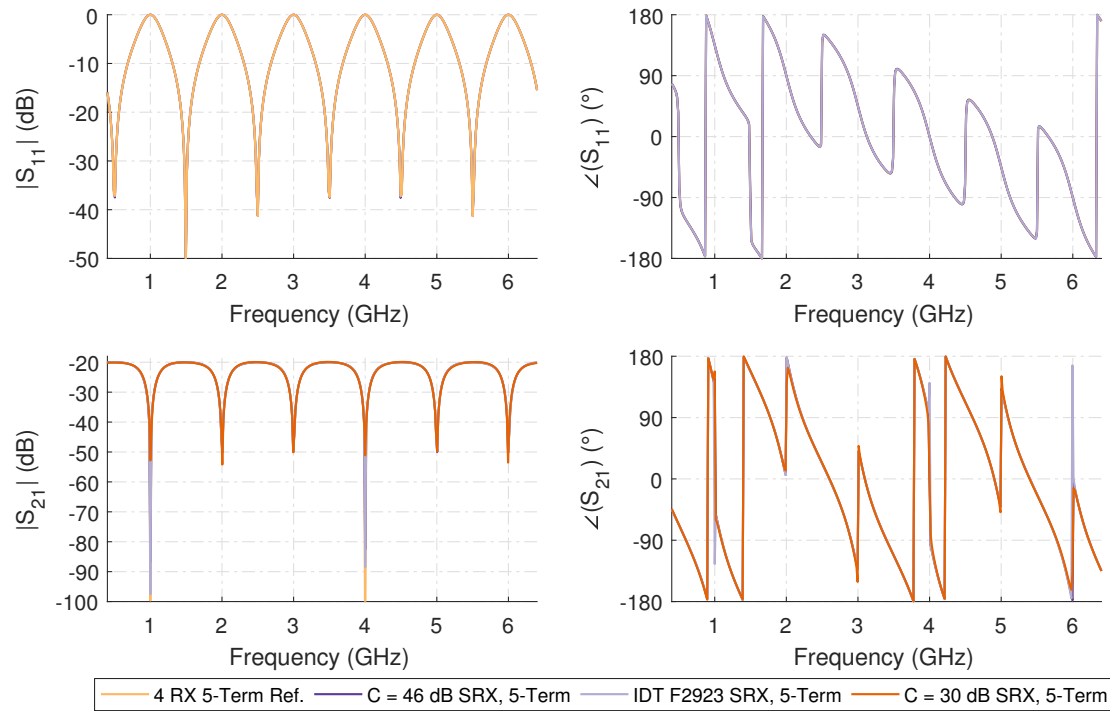 0
-10
-20
-30
-40
-50
|S11| (dB)
1 2 3 4 5 6
Frequency (GHz)
180
90
0
-90
-180
∠(S11) (°)
1 2 3 4 5 6
Frequency (GHz)
-20
-30
-40
-50
-60
-70
-80
-90
-100
|S21| (dB)
1 2 3 4 5 6
Frequency (GHz)
180
90
0
-90
-180
∠(S21) (°)
1 2 3 4 5 6
Frequency (GHz)
4 RX 5-Term Ref. C = 46 dB SRX, 5-Term IDT F2923 SRX, 5-Term C = 30 dB SRX, 5-Term